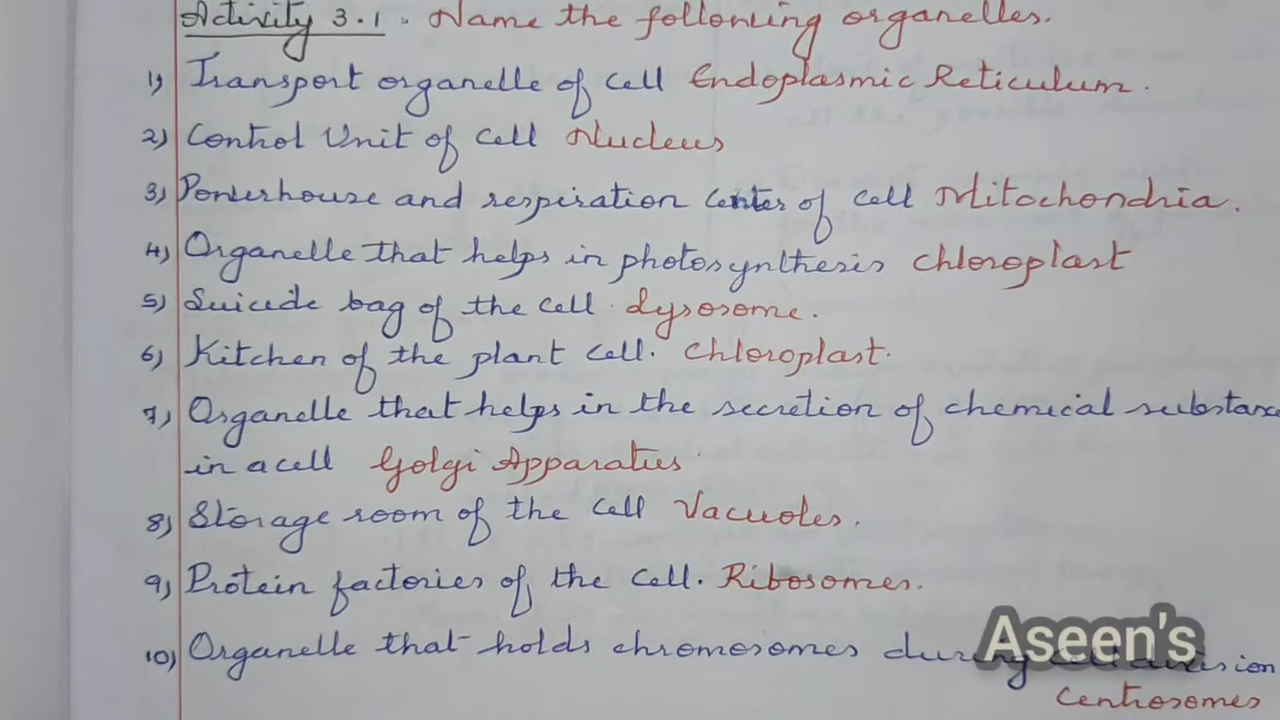 Activity 3.1. Name the following organelles.
1) Transport organelle of cell Endoplasmic Reticulum.
2) Control Unit of cell Nucleus
3) Powerhouse and respiration center of cell Mitochondria.
4) Organelle that helps in photosynthesis chloroplast
5) Suicide bag of the cell. Lysosome.
6) Kitchen of the plant cell. Chloroplast.
7) Organelle that helps in the secretion of chemical substanc
in a cell Golgi Apparatus
8) Storage room of the cell Vacuoles.
9) Protein factories of the cell. Ribosomes.
10) Organelle that holds chromosomes during cell division
Aseen's
Centrosomes